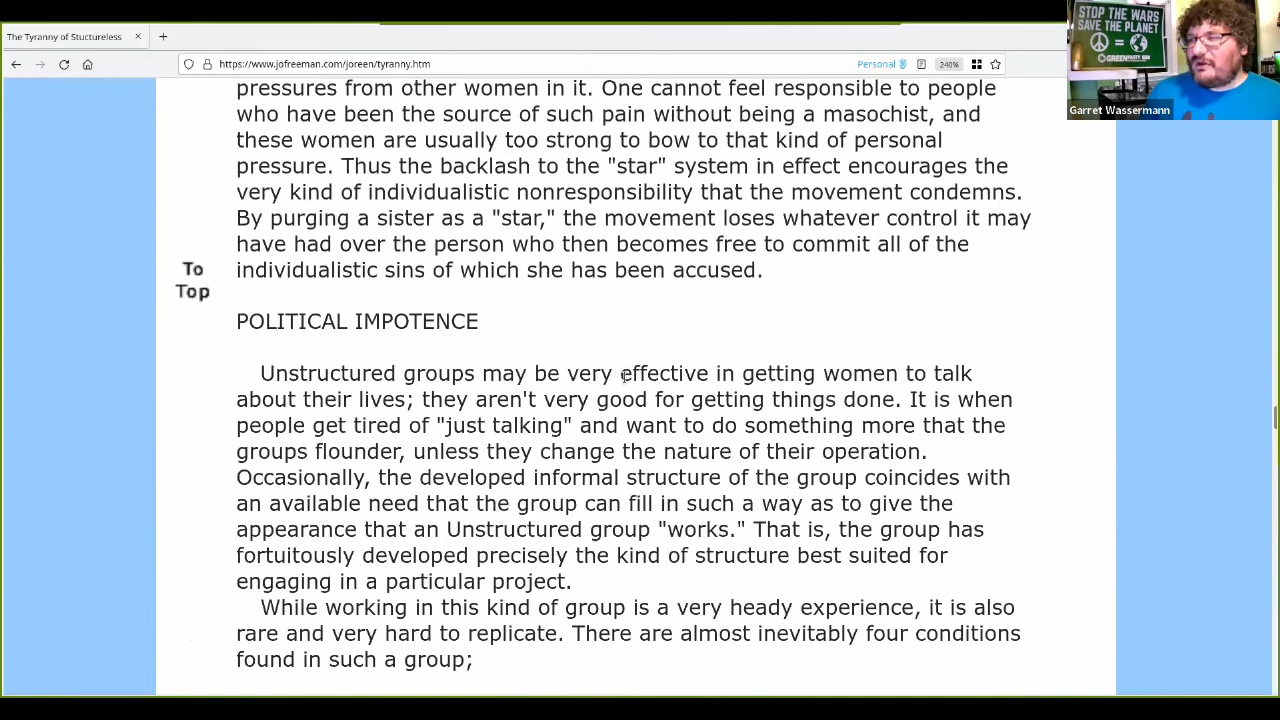 The Tyranny of Stuctureless
https://www.jofreeman.com/joreen/tyranny.htm
Personal
240%
STOP THE WARS
SAVE THE PLANET
=
GREENPARTY
Garret Wassermann
pressures from other women in it. One cannot feel responsible to people
who have been the source of such pain without being a masochist, and
these women are usually too strong to bow to that kind of personal
pressure. Thus the backlash to the "star" system in effect encourages the
very kind of individualistic nonresponsibility that the movement condemns.
By purging a sister as a "star," the movement loses whatever control it may
have had over the person who then becomes free to commit all of the
individualistic sins of which she has been accused.
To
Top
POLITICAL IMPOTENCE
Unstructured groups may be very effective in getting women to talk
about their lives; they aren't very good for getting things done. It is when
people get tired of "just talking" and want to do something more that the
groups flounder, unless they change the nature of their operation.
Occasionally, the developed informal structure of the group coincides with
an available need that the group can fill in such a way as to give the
appearance that an Unstructured group "works." That is, the group has
fortuitously developed precisely the kind of structure best suited for
engaging in a particular project.
While working in this kind of group is a very heady experience, it is also
rare and very hard to replicate. There are almost inevitably four conditions
found in such a group;